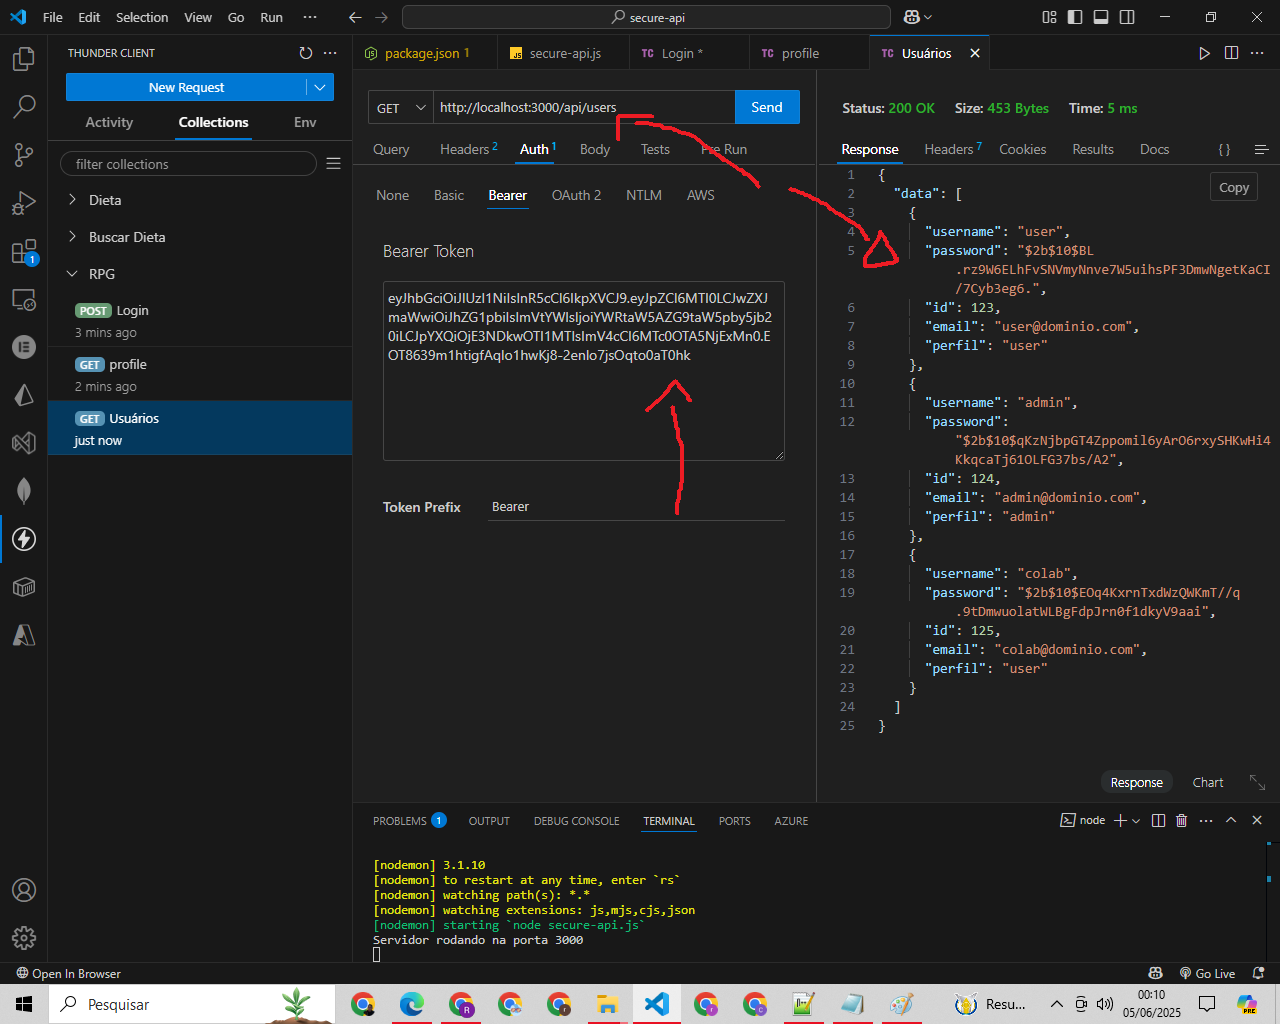 File Edit Selection View Go Run ··· secure-api
THUNDER CLIENT
New Request
Activity Collections Env
filter collections
Dieta
Buscar Dieta
RPG
POST Login
3 mins ago
GET profile
2 mins ago
GET Usuários
just now
package.json 1 secure-api.js Login * profile Usuários
GET http://localhost:3000/api/users Send
Query Headers 2 Auth 1 Body Tests Pre Run
None Basic Bearer OAuth 2 NTLM AWS
Bearer Token
eyJhbGciOiJIUzI1NiIsInR5cCI6IkpXVCJ9.eyJpZCI6MTI0LCJwZXJ
maWwiOiJhZG1pbiIsImVtYWlsIjoiYWRtaW5AZG9taW5pby5jb2
0iLCJpYXQiOjE3NDkwOTI1MTIsImV4cCI6MTc0OTA5NjExMn0.E
OT8639m1htigfAqlo1hwKj8-2enlo7jsOqto0aT0hk
Token Prefix Bearer
Status: 200 OK Size: 453 Bytes Time: 5 ms
Response Headers 7 Cookies Results Docs { }
Copy
1 {
2 "data": [
3 {
4 "username": "user",
5 "password": "$2b$10$BL
.rz9W6ELhFvSNVmyNnve7W5uihsPF3DmwNgetKaCI
/7Cyb3eg6.",
6 "id": 123,
7 "email": "user@dominio.com",
8 "perfil": "user"
9 },
10 {
11 "username": "admin",
12 "password":
"$2b$10$qKzNjbpGT4Zppomil6yArO6rxySHKwHi4
KkqcaTj61OLFG37bs/A2",
13 "id": 124,
14 "email": "admin@dominio.com",
15 "perfil": "admin"
16 },
17 {
18 "username": "colab",
19 "password": "$2b$10$EOq4KxrnTxdWzQWKmT//q
.9tDmwuolatWLBgFdpJrn0f1dkyV9aai",
20 "id": 125,
21 "email": "colab@dominio.com",
22 "perfil": "user"
23 }
24 ]
25 }
Response Chart
PROBLEMS 1 OUTPUT DEBUG CONSOLE TERMINAL PORTS AZURE node
[nodemon] 3.1.10
[nodemon] to restart at any time, enter `rs`
[nodemon] watching path(s): *.*
[nodemon] watching extensions: js,mjs,cjs,json
[nodemon] starting `node secure-api.js`
Servidor rodando na porta 3000
Open In Browser Go Live
Pesquisar Resu... 00:10
05/06/2025